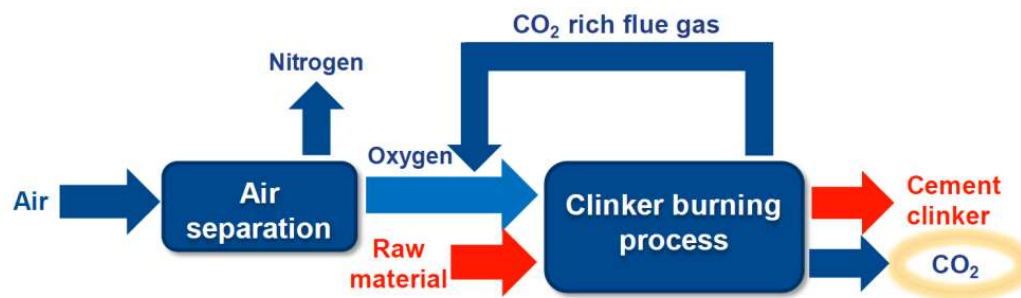 CO₂ rich flue gas
Nitrogen
Oxygen
Air
Air
separation
Clinker burning
process
Cement
clinker
Raw
material
CO₂